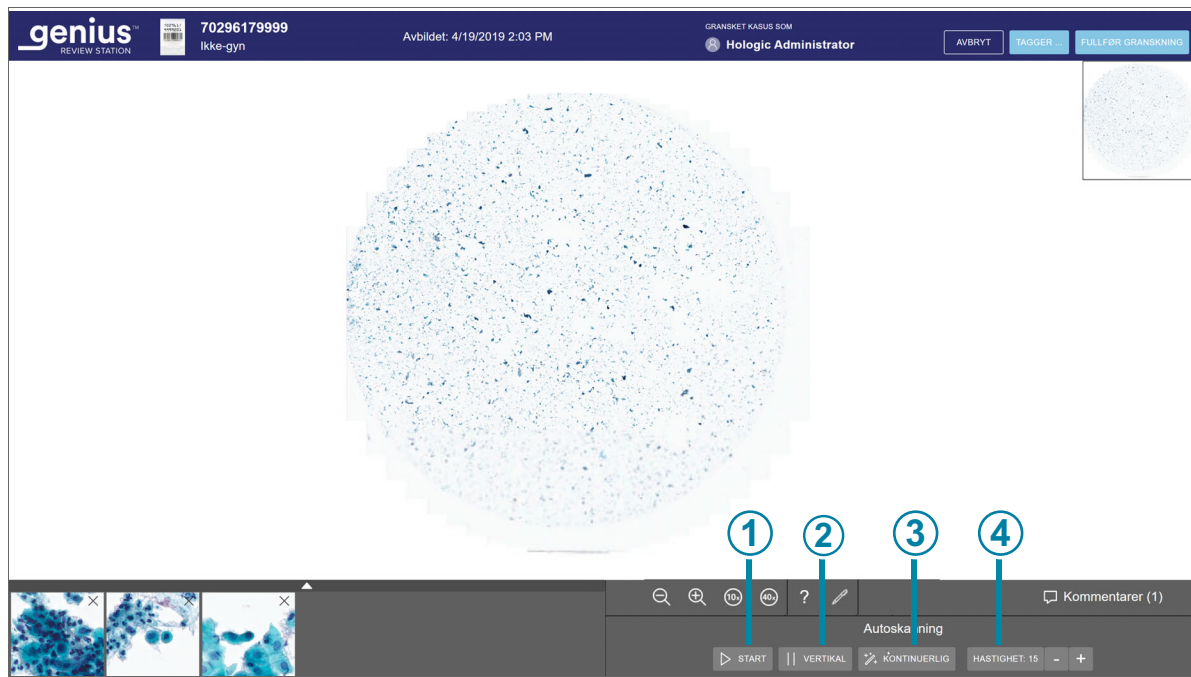 genius™
REVIEW STATION
70296179999
Ikke-gyn
Avbildet: 4/19/2019 2:03 PM
GRANSKET KASUS SOM
Hologic Administrator
AVBRYT
TAGGER ...
FULLFØR GRANSKNING
1
2
3
4
10x
40x
?
Kommentarer (1)
Autoskanning
START
VERTIKAL
KONTINUERLIG
HASTIGHET: 15
-
+